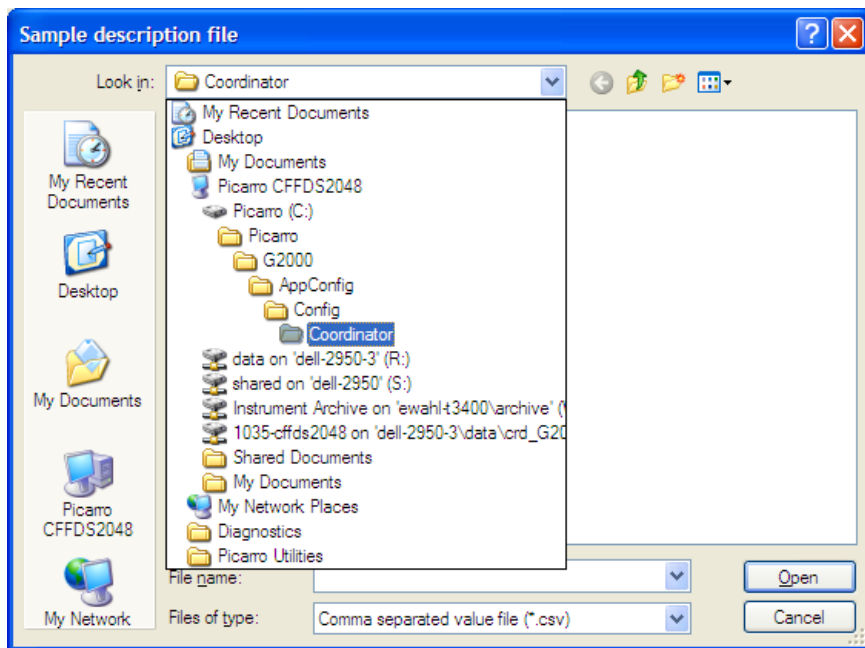 Sample description file
Look in:
Coordinator
My Recent Documents
Desktop
My Documents
Picarro CFFDS2048
Picarro (C:)
Picarro
G2000
AppConfig
Config
Coordinator
data on 'dell-2950-3' (R:)
shared on 'dell-2950' (S:)
Instrument Archive on 'ewahl-t3400\archive' (
1035-cffds2048 on 'dell-2950-3\data\crd_G20
Shared Documents
My Documents
My Network Places
Diagnostics
Picarro Utilities
My Recent
Documents
Desktop
My Documents
Picarro
CFFDS2048
My Network
File name:
Open
Files of type:
Comma separated value file (*.csv)
Cancel